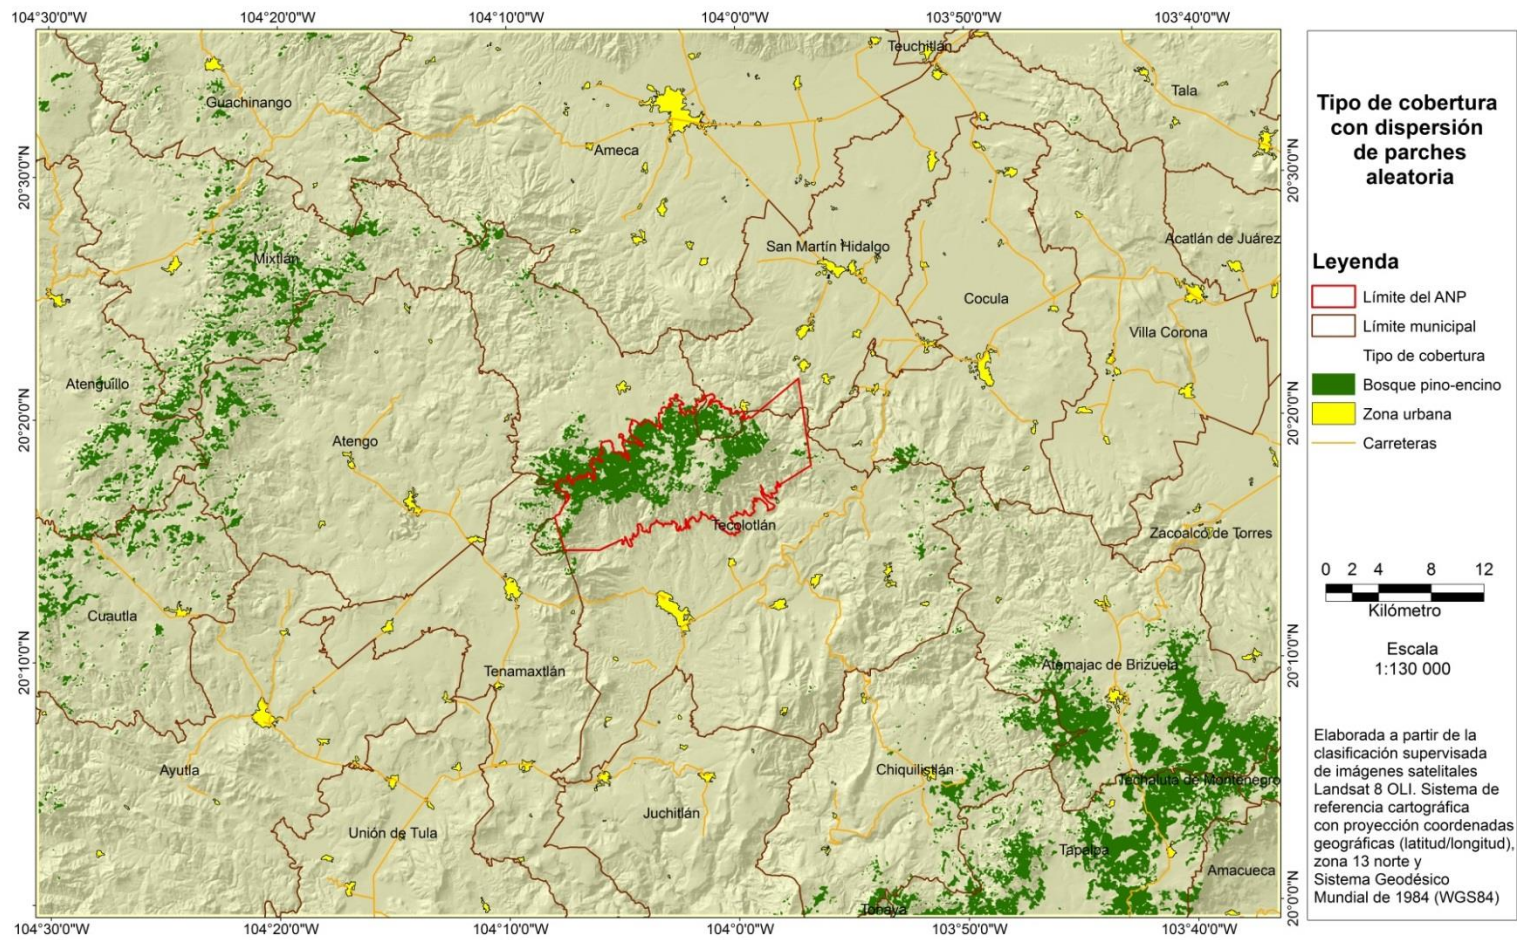 104°30'0"W
104°20'0"W
104°10'0"W
104°0'0"W
103°50'0"W
103°40'0"W
Teuchitlán
Tala
Guachinango
Ameca
20°30'0"N
20°30'0"N
Acatlán de Juárez
San Martín Hidalgo
Mixtlán
Cocula
Villa Corona
Atenguillo
20°20'0"N
20°20'0"N
Atengo
Tecolotlán
Zacoalco de Torres
Cuautla
20°10'0"N
20°10'0"N
Tenamaxtlán
Atemajac de Brizuela
Ayutla
Chiquilistlán
Techaluta de Montenegro
Juchitlán
Unión de Tula
Tapalpa
Amacueca
20°0'0"N
20°0'0"N
Tonaya
104°30'0"W
104°20'0"W
104°10'0"W
104°0'0"W
103°50'0"W
103°40'0"W
Tipo de cobertura
con dispersión
de parches
aleatoria
Leyenda
Límite del ANP
Límite municipal
Tipo de cobertura
Bosque pino-encino
Zona urbana
Carreteras
0 2 4 8 12
Kilómetro
Escala
1:130 000
Elaborada a partir de la
clasificación supervisada
de imágenes satelitales
Landsat 8 OLI. Sistema de
referencia cartográfica
con proyección coordenadas
geográficas (latitud/longitud),
zona 13 norte y
Sistema Geodésico
Mundial de 1984 (WGS84)